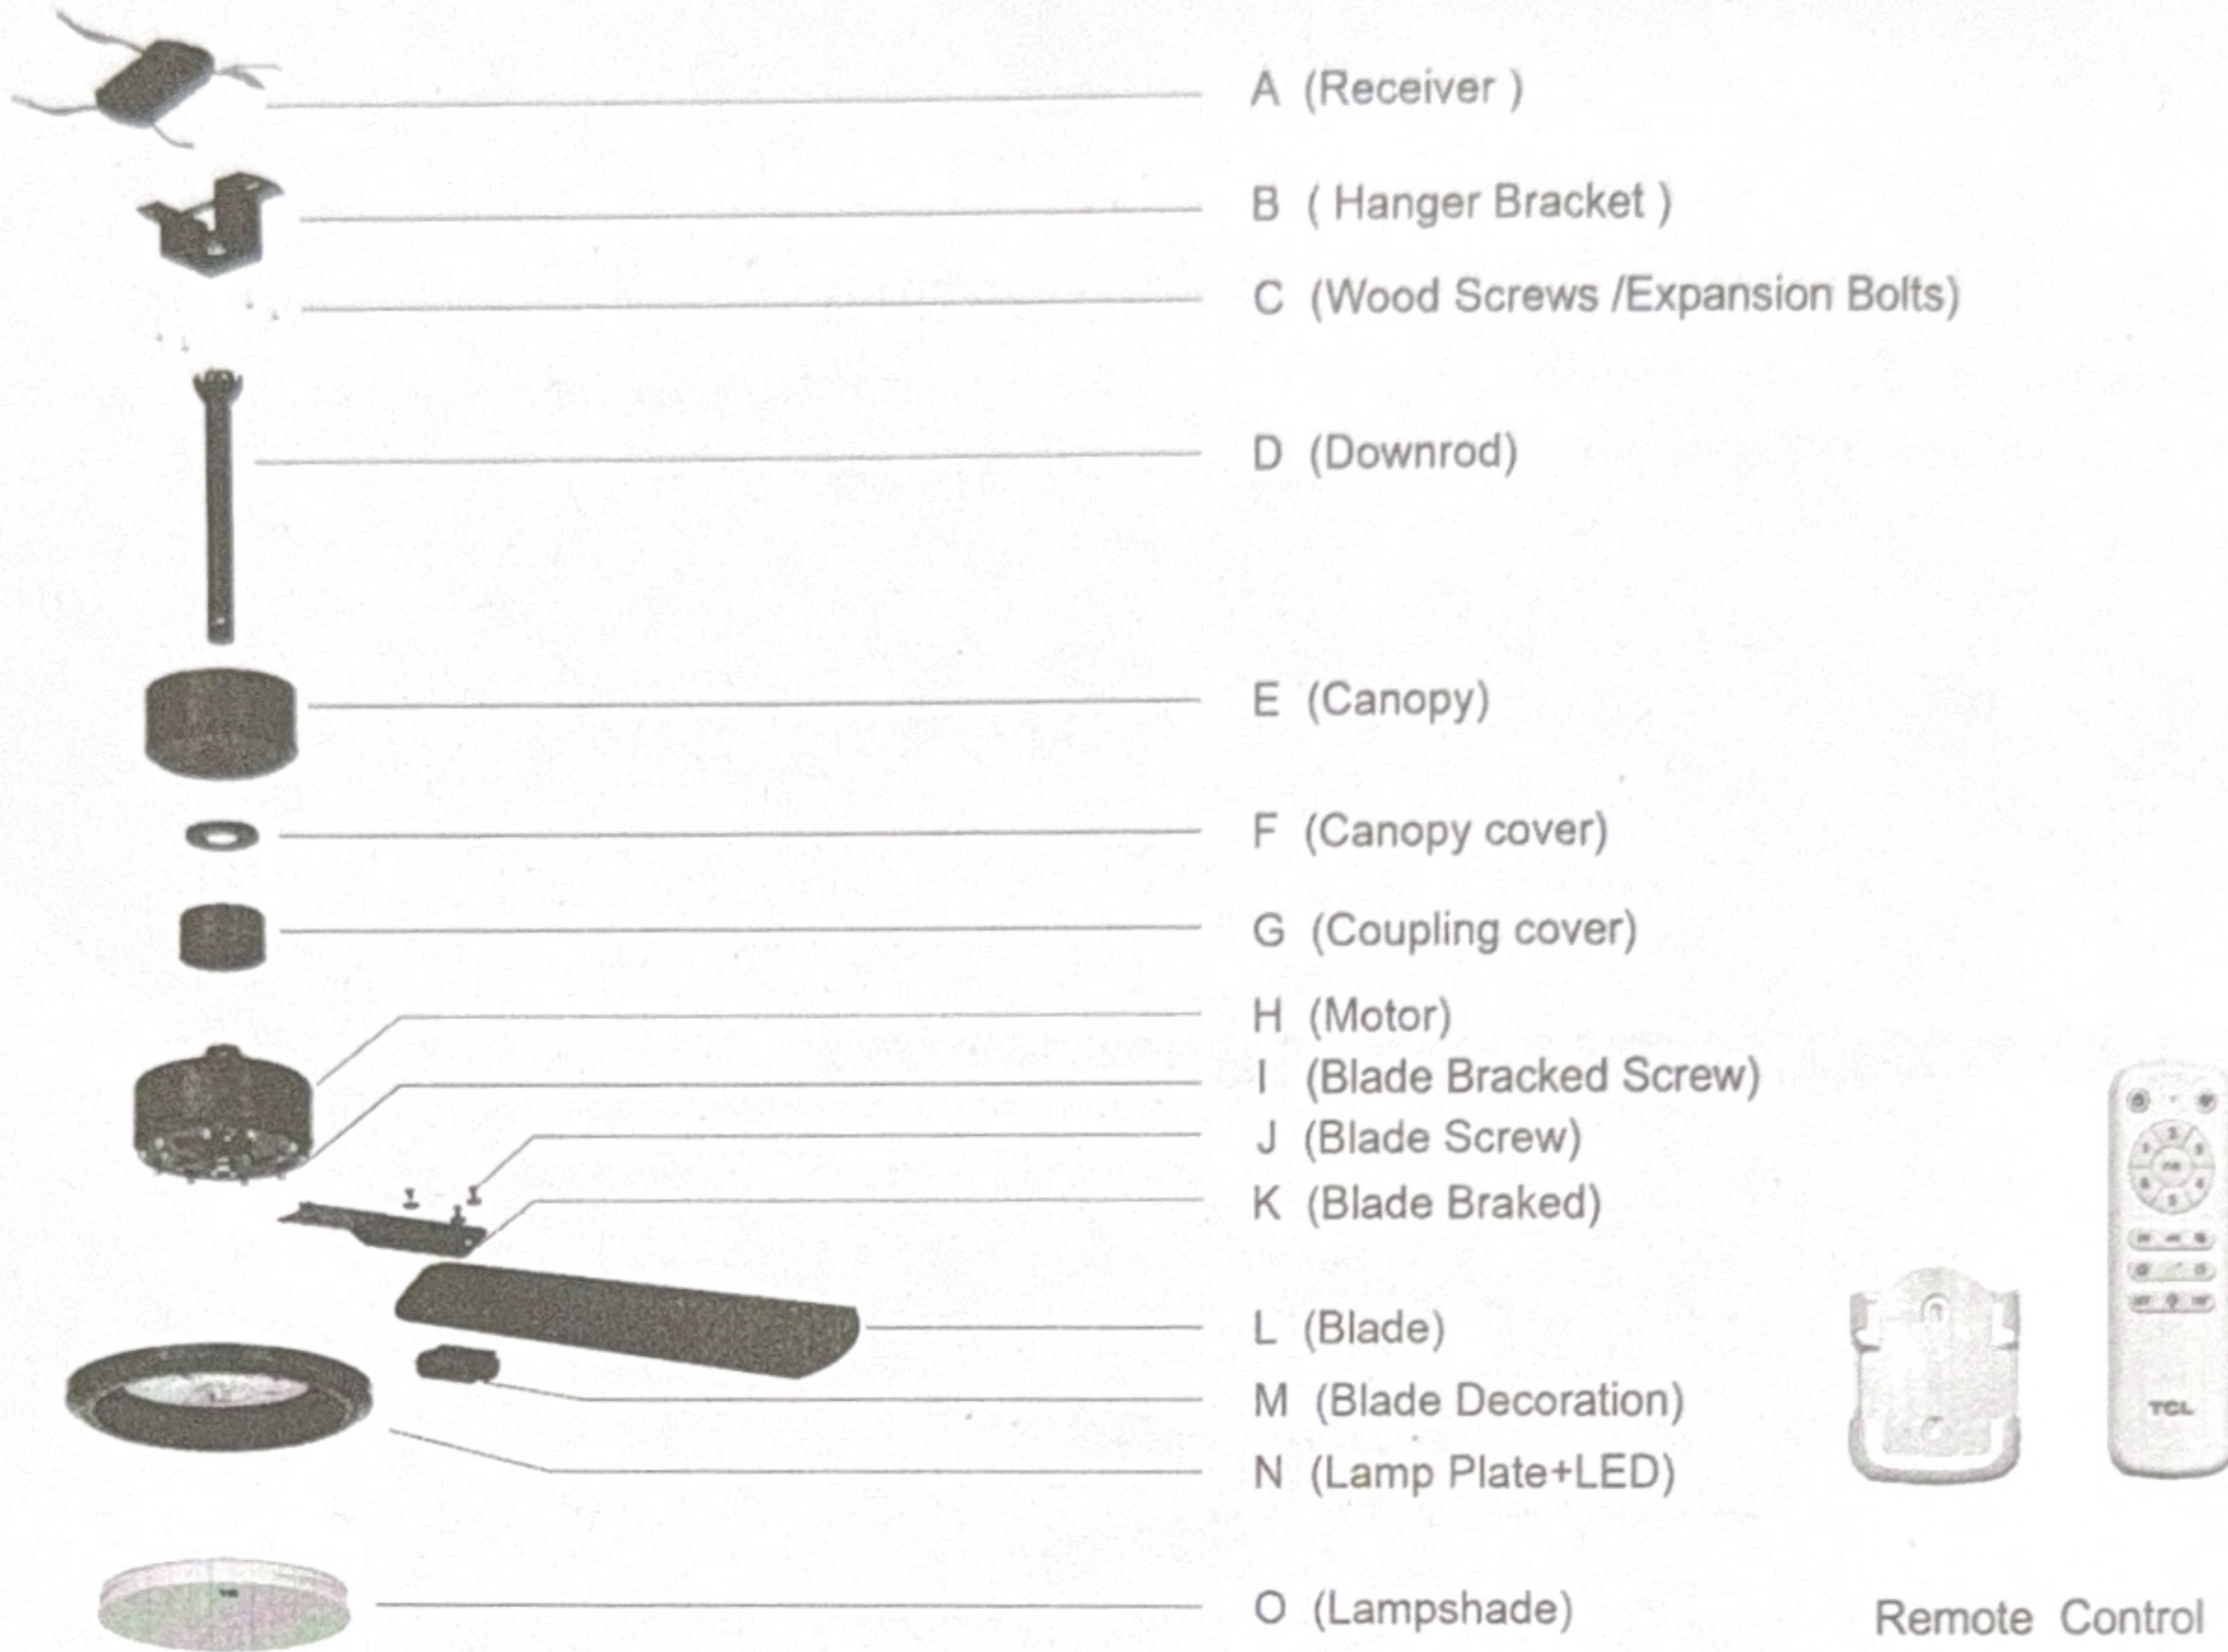 A (Receiver )
B ( Hanger Bracket )
C (Wood Screws /Expansion Bolts)
D (Downrod)
E (Canopy)
F (Canopy cover)
G (Coupling cover)
H (Motor)
I (Blade Bracked Screw)
J (Blade Screw)
K (Blade Braked)
L (Blade)
M (Blade Decoration)
N (Lamp Plate+LED)
O (Lampshade)
TCL
Remote Control